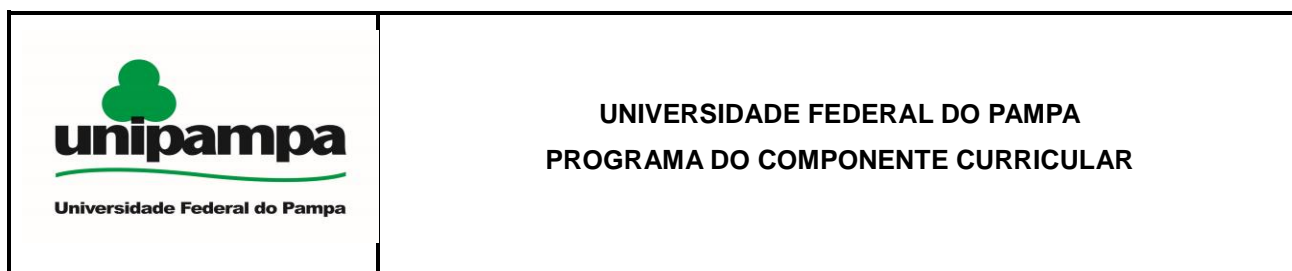 unipampa
Universidade Federal do Pampa
UNIVERSIDADE FEDERAL DO PAMPA
PROGRAMA DO COMPONENTE CURRICULAR